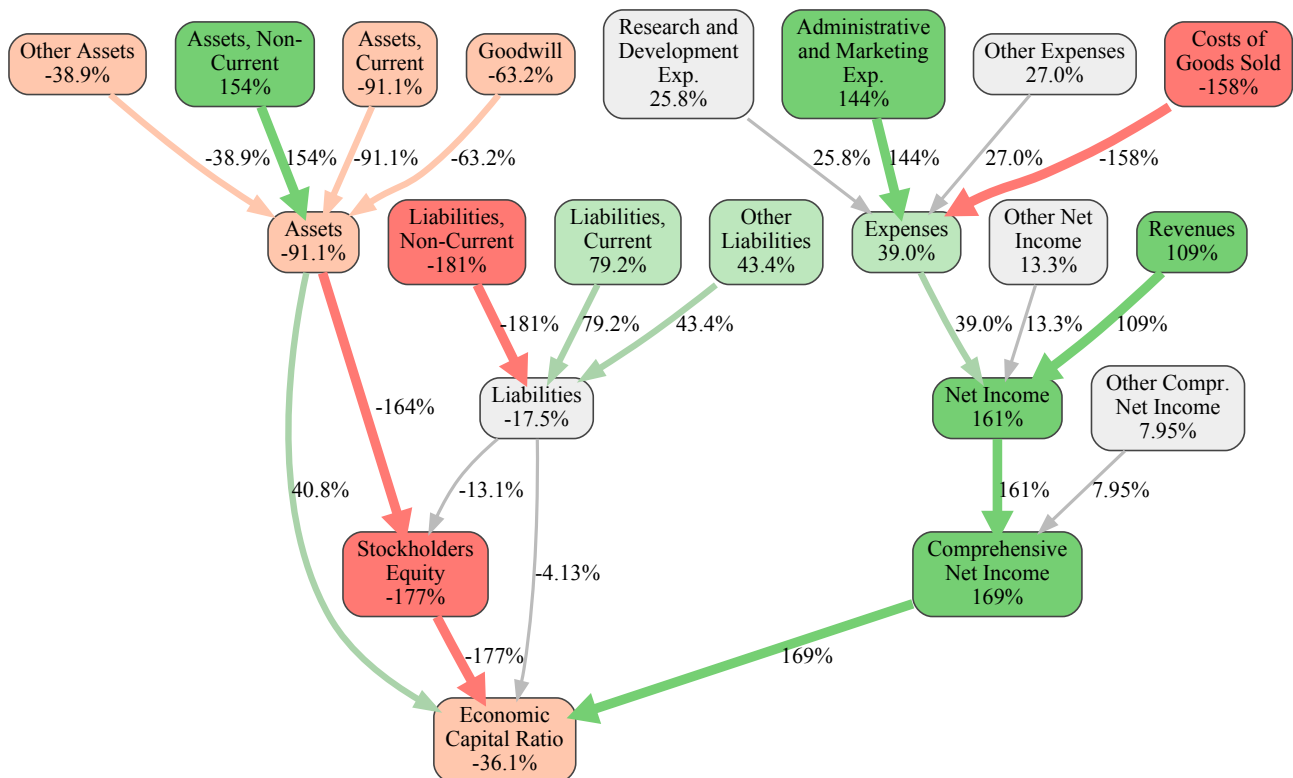 Other Assets
-38.9%
Assets, Non-
Current
154%
Assets,
Current
-91.1%
Goodwill
-63.2%
Research and
Development
Exp.
25.8%
Administrative
and Marketing
Exp.
144%
Other Expenses
27.0%
Costs of
Goods Sold
-158%
-38.9%
154%
-91.1%
-63.2%
25.8%
144%
27.0%
-158%
Assets
-91.1%
Liabilities,
Non-Current
-181%
Liabilities,
Current
79.2%
Other
Liabilities
43.4%
Expenses
39.0%
Other Net
Income
13.3%
Revenues
109%
-181%
79.2%
43.4%
39.0%
13.3%
109%
-164%
Liabilities
-17.5%
Net Income
161%
Other Compr.
Net Income
7.95%
40.8%
-13.1%
161%
7.95%
Stockholders
Equity
-177%
-4.13%
Comprehensive
Net Income
169%
-177%
169%
Economic
Capital Ratio
-36.1%